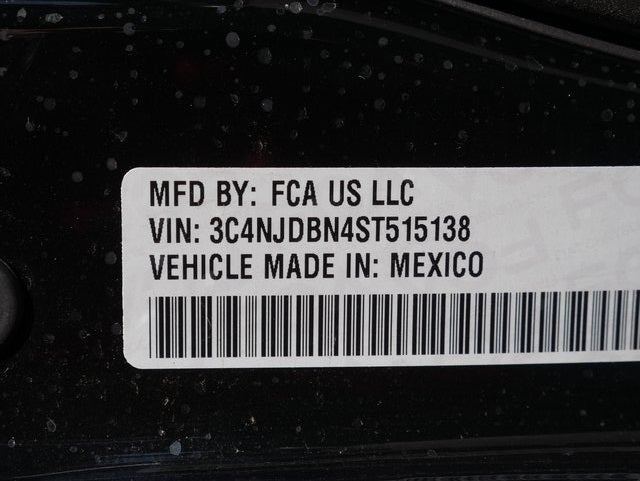 MFD BY: FCA US LLC
VIN: 3C4NJDBN4ST515138
VEHICLE MADE IN: MEXICO